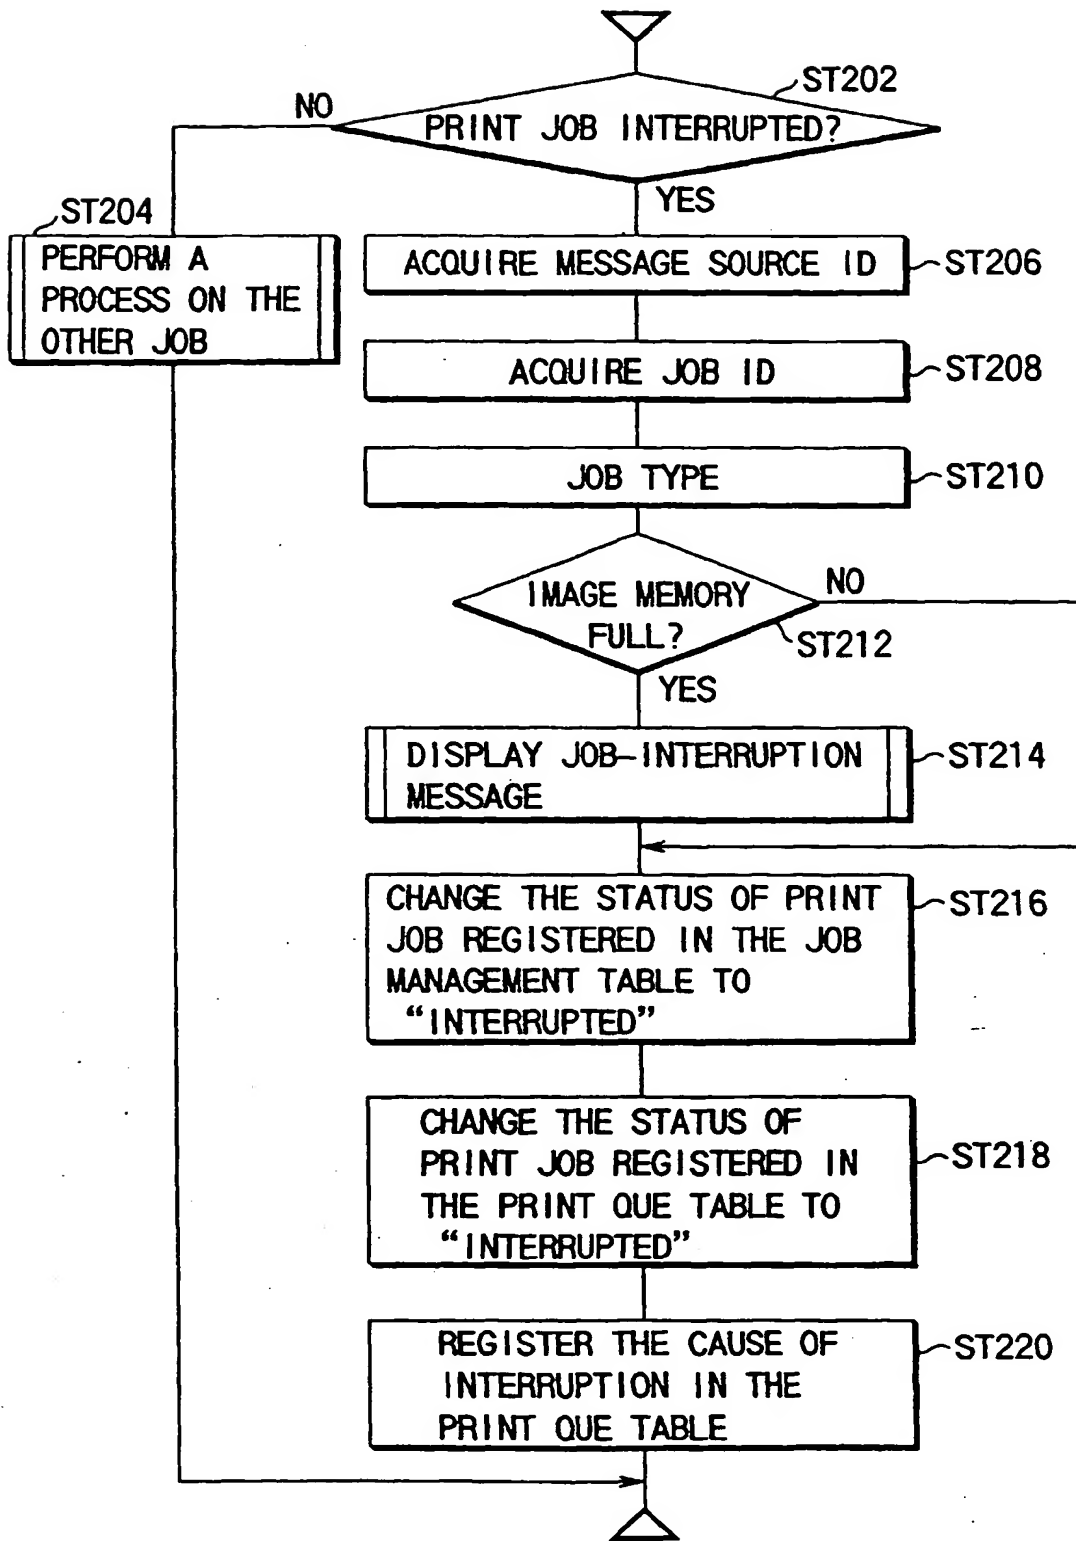 ST202
NO
PRINT JOB INTERRUPTED?
YES
ST204
PERFORM A
PROCESS ON THE
OTHER JOB
ACQUIRE MESSAGE SOURCE ID
ST206
ACQUIRE JOB ID
ST208
JOB TYPE
ST210
IMAGE MEMORY
FULL?
NO
ST212
YES
DISPLAY JOB-INTERRUPTION
MESSAGE
ST214
CHANGE THE STATUS OF PRINT
JOB REGISTERED IN THE JOB
MANAGEMENT TABLE TO
“INTERRUPTED”
ST216
CHANGE THE STATUS OF
PRINT JOB REGISTERED IN
THE PRINT QUE TABLE TO
“INTERRUPTED”
ST218
REGISTER THE CAUSE OF
INTERRUPTION IN THE
PRINT QUE TABLE
ST220